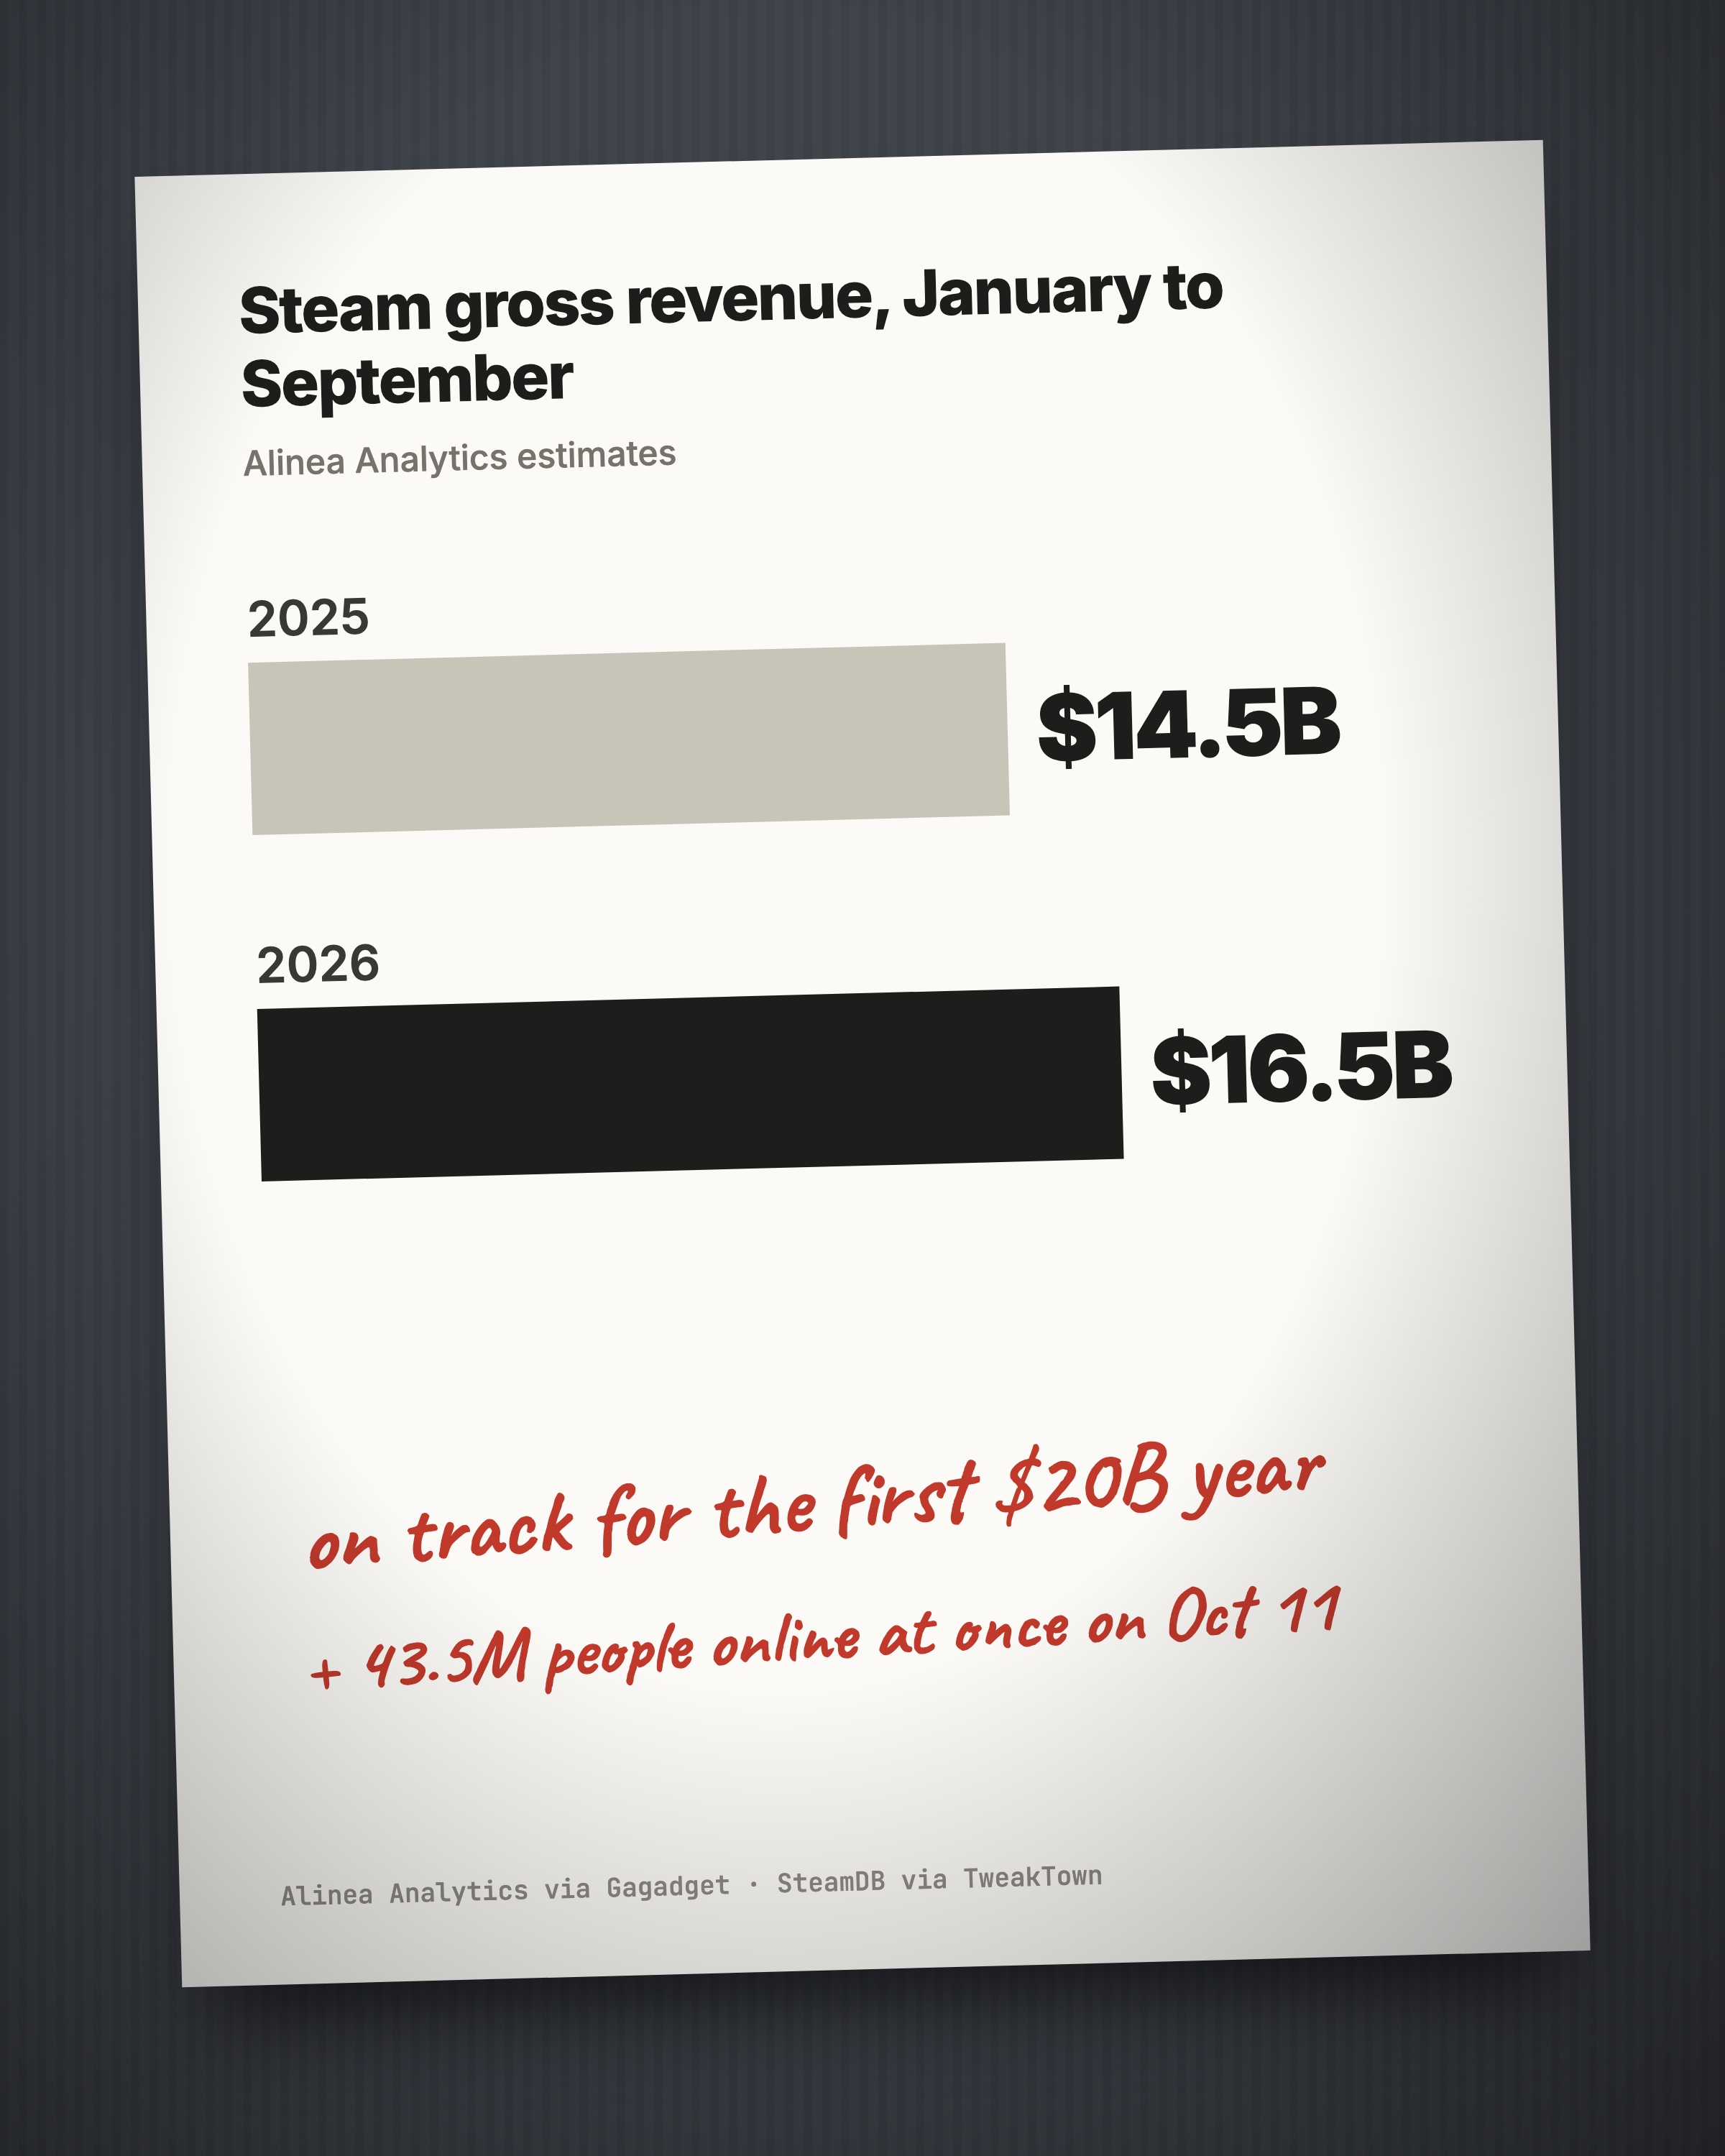 Steam gross revenue, January to
September
Alinea Analytics estimates
2025
$14.5B
2026
$16.5B
on track for the first $20B year
+ 43.5M people online at once on Oct 11
Alinea Analytics via Gagadget · SteamDB via TweakTown